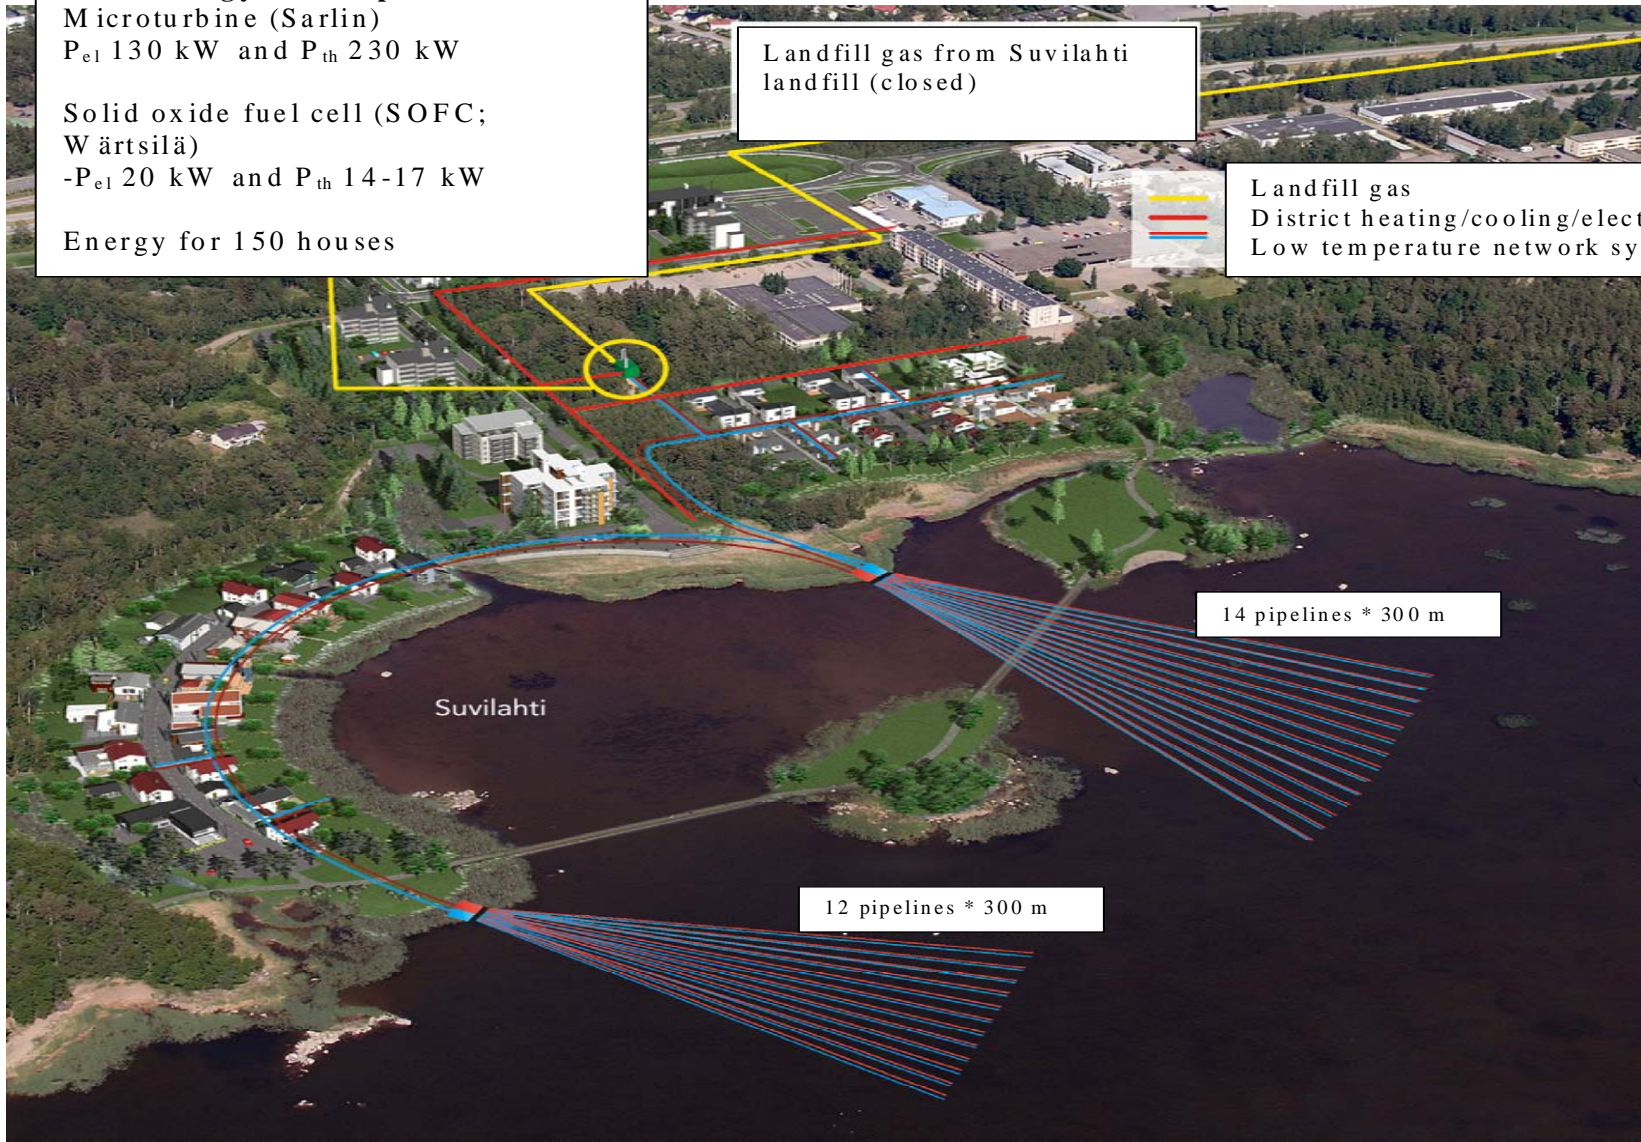 Microturbine (Sarlin)
Pel 130 kW and Pth 230 kW
Solid oxide fuel cell (SOFC;
Wärtsilä)
-Pel 20 kW and Pth 14-17 kW
Energy for 150 houses
Landfill gas from Suvilahti
landfill (closed)
Landfill gas
District heating/cooling/elect
Low temperature network sy
14 pipelines * 300 m
Suvilahti
12 pipelines * 300 m